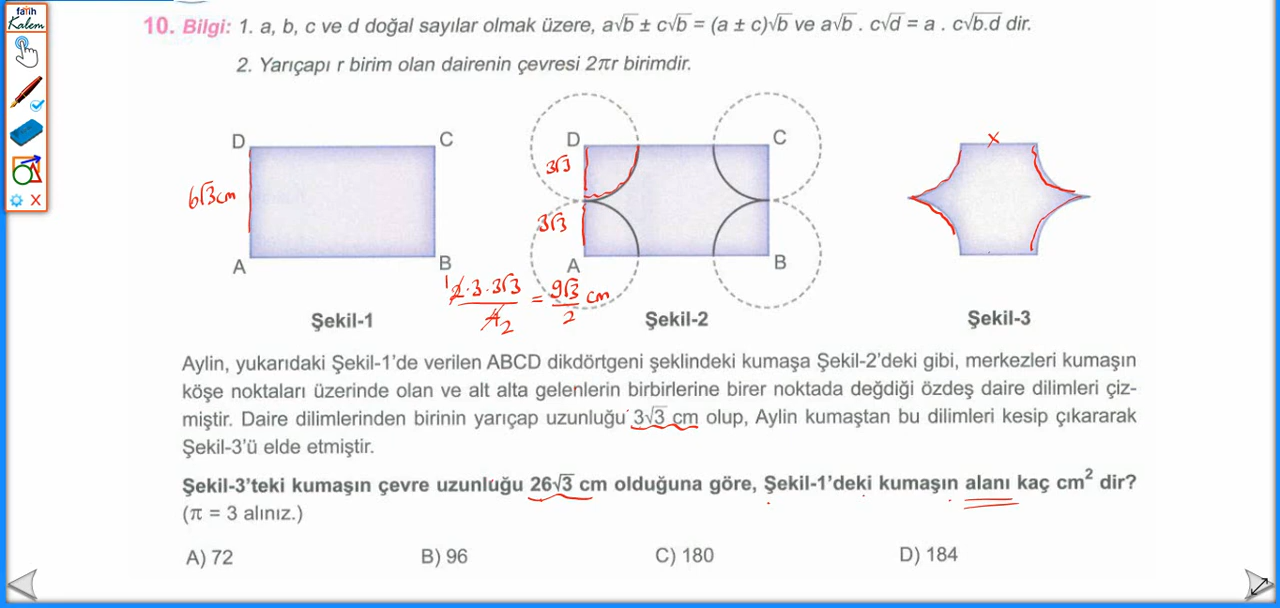 fatih
Kalem
10. Bilgi: 1. a, b, c ve d doğal sayılar olmak üzere, a√b ± c√b = (a ± c)√b ve a√b . c√d = a . c√b.d dir.
2. Yarıçapı r birim olan dairenin çevresi 2πr birimdir.
D C D C x
3√3
6√3cm
3√3
A B A B
2.3.3√3 / 4 2 = 9√3 / 2 cm
1
Şekil-1 Şekil-2 Şekil-3
Aylin, yukarıdaki Şekil-1'de verilen ABCD dikdörtgeni şeklindeki kumaşa Şekil-2'deki gibi, merkezleri kumaşın
köşe noktaları üzerinde olan ve alt alta gelenlerin birbirlerine birer noktada değdiği özdeş daire dilimleri çiz-
miştir. Daire dilimlerinden birinin yarıçap uzunluğu 3√3 cm olup, Aylin kumaştan bu dilimleri kesip çıkararak
Şekil-3'ü elde etmiştir.
Şekil-3'teki kumaşın çevre uzunluğu 26√3 cm olduğuna göre, Şekil-1'deki kumaşın alanı kaç cm² dir?
(π = 3 alınız.)
A) 72 B) 96 C) 180 D) 184